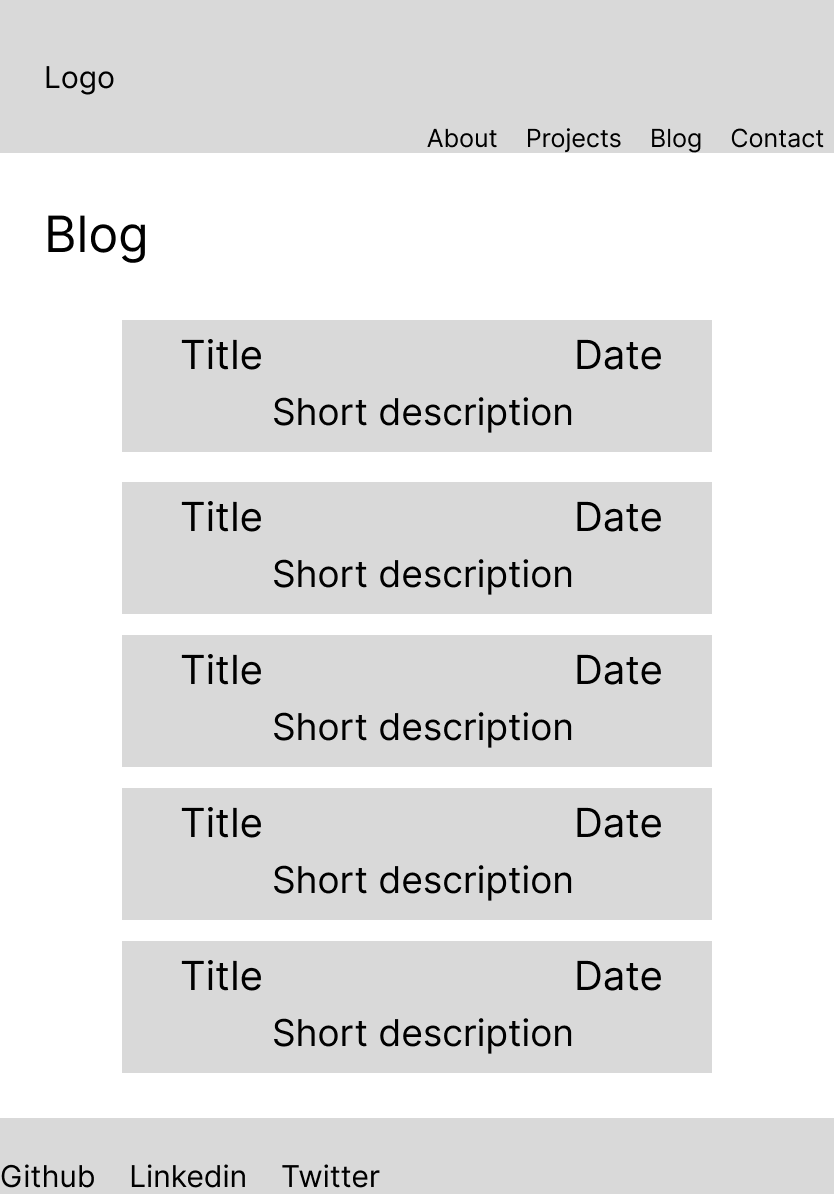 Logo
About Projects Blog Contact
Blog
Title Date
Short description
Title Date
Short description
Title Date
Short description
Title Date
Short description
Title Date
Short description
Github Linkedin Twitter